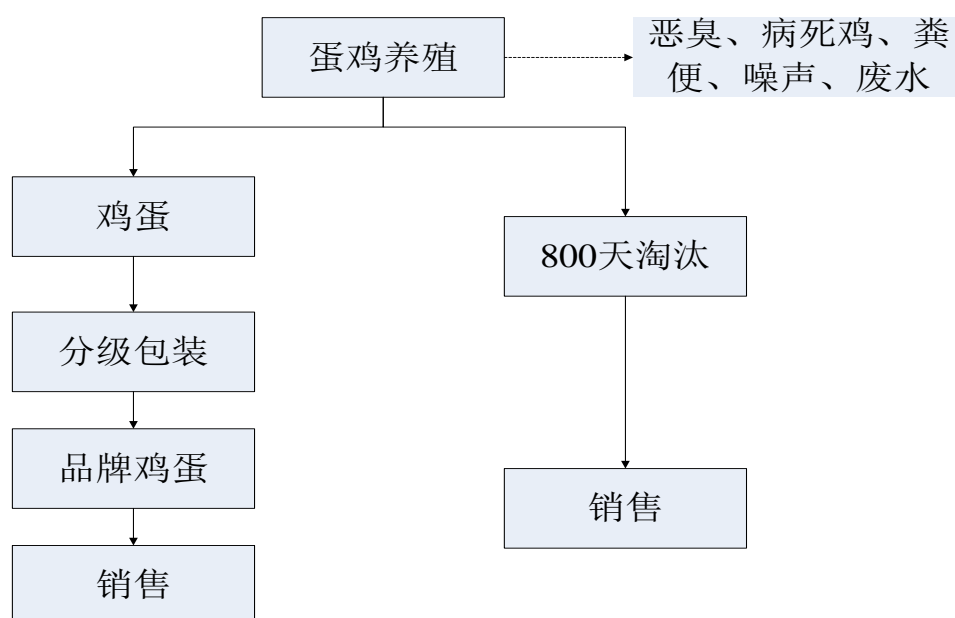 蛋鸡养殖
恶臭、病死鸡、粪
便、噪声、废水
鸡蛋
800天淘汰
分级包装
品牌鸡蛋
销售
销售